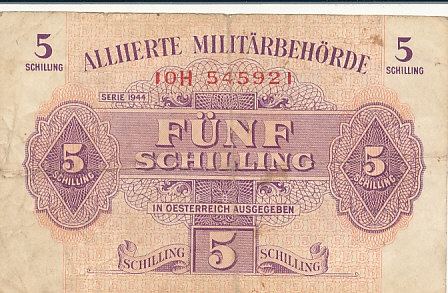 5 SCHILLING
ALLIIERTE MILITÄRBEHÖRDE
5 SCHILLING
10H 545921
SERIE 1944
FÜNF
SCHILLING
5 SCHILLING
5 SCHILLING
IN OESTERREICH AUSGEGEBEN
SCHILLING 5 SCHILLING